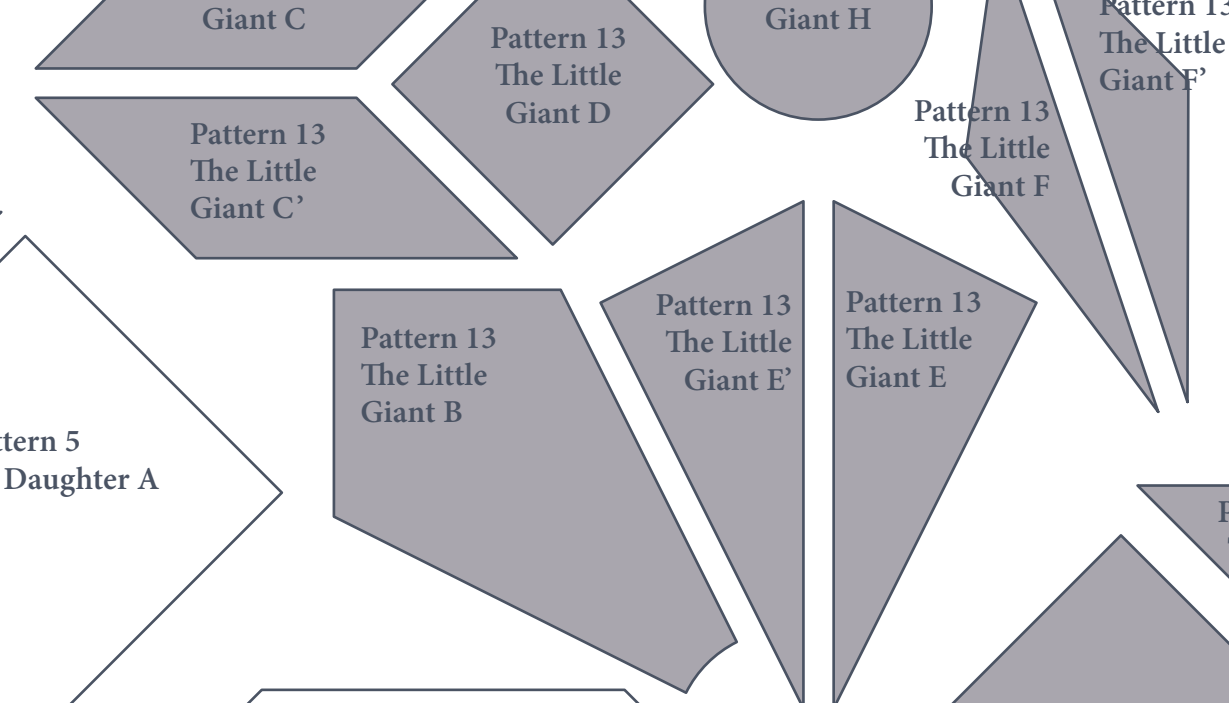 Giant C
Pattern 13
The Little
Giant D
Giant H
Pattern 13
The Little
Giant F’
Pattern 13
The Little
Giant F
Pattern 13
The Little
Giant C’
Pattern 13
The Little
Giant B
Pattern 13
The Little
Giant E’
Pattern 13
The Little
Giant E
ttern 5
Daughter A